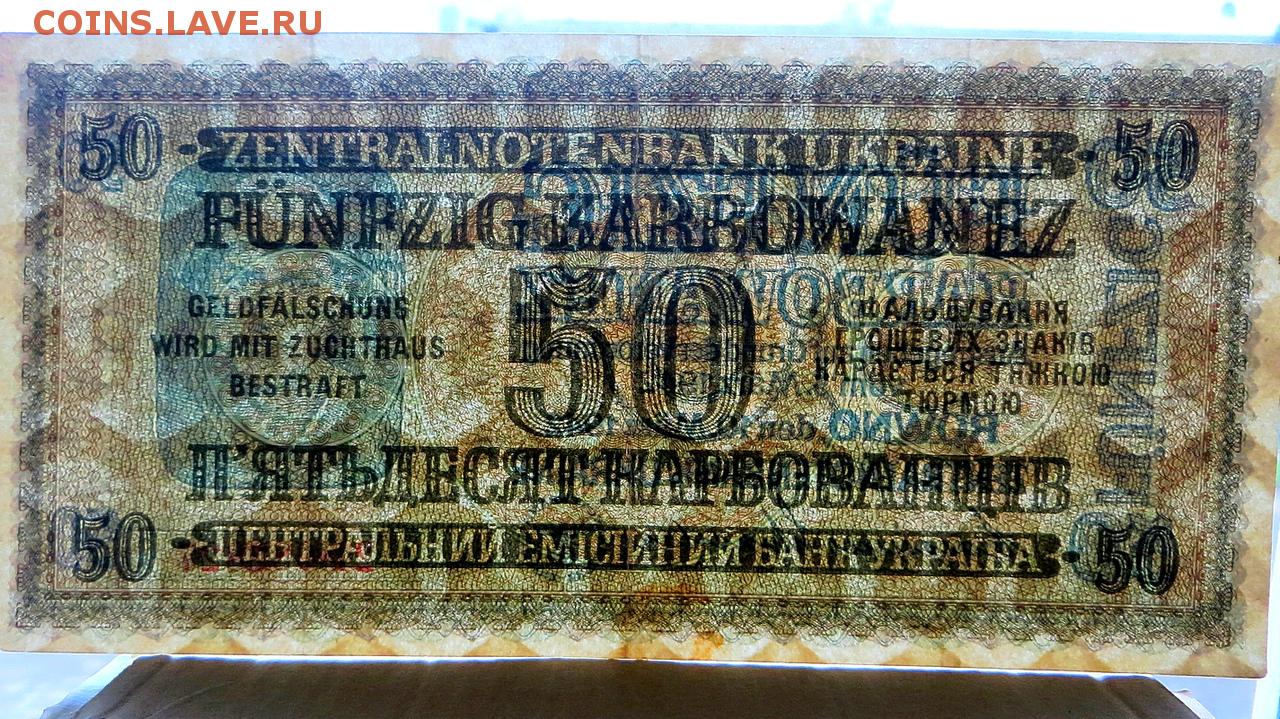 COINS.LAVE.RU
50 ZENTRALNOTENBANK UKRAINE 50
FÜNFZIG KARBOWANEZ
GELDFÄLSCHUNG
WIRD MIT ZUCHTHAUS
BESTRAFT
50
ФАЛЬШУВАННЯ
ГРОШЕВИХ ЗНАКІВ
КАРАЄТЬСЯ ТЯЖКОЮ
ТЮРМОЮ
П'ЯТЬДЕСЯТ КАРБОВАНЦІВ
50 ЦЕНТРАЛЬНИЙ ЕМІСІЙНИЙ БАНК УКРАЇНА 50